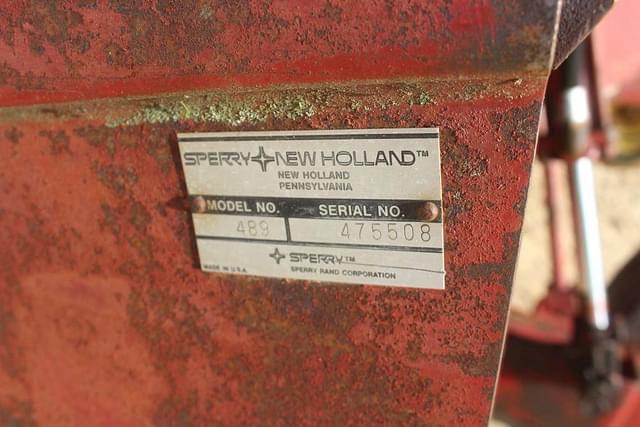 SPERRY NEW HOLLAND™
NEW HOLLAND
PENNSYLVANIA
MODEL NO. SERIAL NO.
489 475508
SPERRY™
MADE IN U.S.A. SPERRY RAND CORPORATION